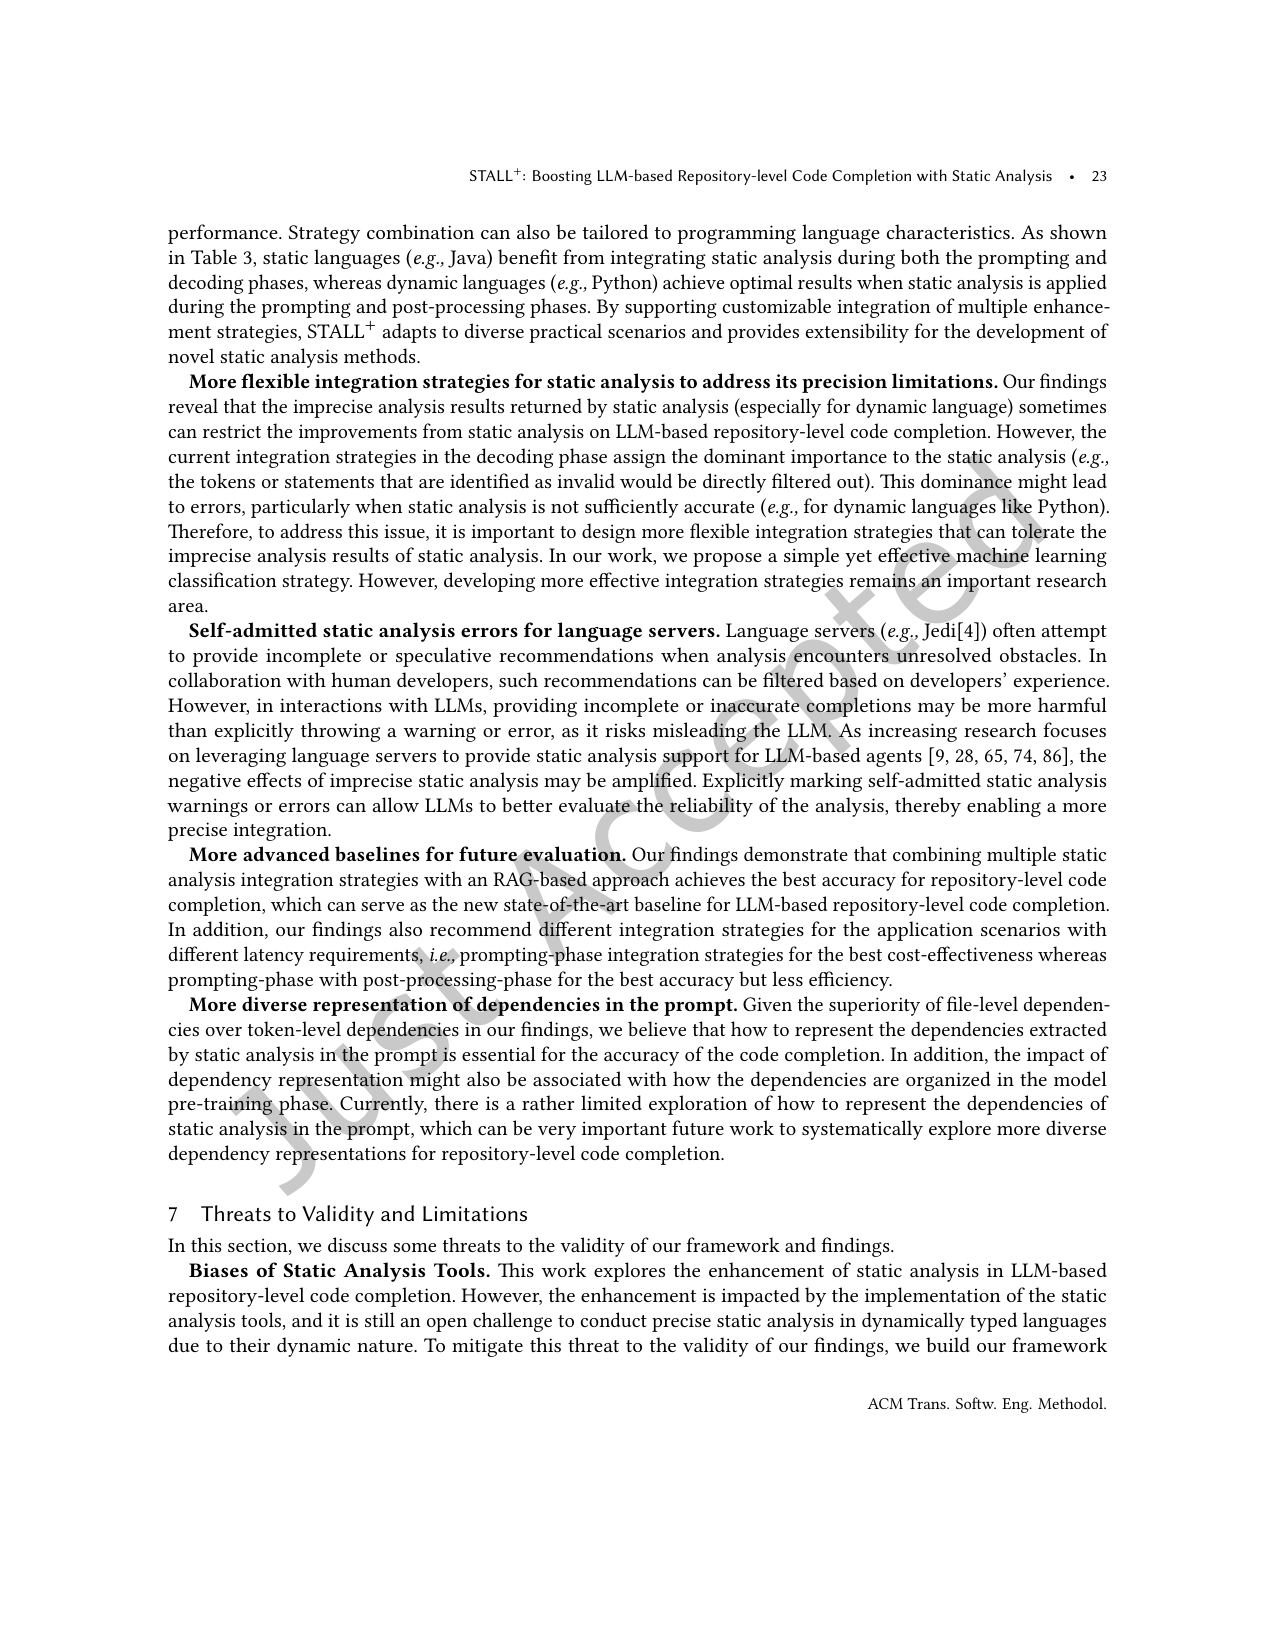 STALL+: Boosting LLM-based Repository-level Code Completion with Static Analysis • 23
performance. Strategy combination can also be tailored to programming language characteristics. As shown
in Table 3, static languages (e.g., Java) benefit from integrating static analysis during both the prompting and
decoding phases, whereas dynamic languages (e.g., Python) achieve optimal results when static analysis is applied
during the prompting and post-processing phases. By supporting customizable integration of multiple enhance-
ment strategies, STALL+ adapts to diverse practical scenarios and provides extensibility for the development of
novel static analysis methods.
More flexible integration strategies for static analysis to address its precision limitations. Our findings
reveal that the imprecise analysis results returned by static analysis (especially for dynamic language) sometimes
can restrict the improvements from static analysis on LLM-based repository-level code completion. However, the
current integration strategies in the decoding phase assign the dominant importance to the static analysis (e.g.,
the tokens or statements that are identified as invalid would be directly filtered out). This dominance might lead
to errors, particularly when static analysis is not sufficiently accurate (e.g., for dynamic languages like Python).
Therefore, to address this issue, it is important to design more flexible integration strategies that can tolerate the
imprecise analysis results of static analysis. In our work, we propose a simple yet effective machine learning
classification strategy. However, developing more effective integration strategies remains an important research
area.
Self-admitted static analysis errors for language servers. Language servers (e.g., Jedi[4]) often attempt
to provide incomplete or speculative recommendations when analysis encounters unresolved obstacles. In
collaboration with human developers, such recommendations can be filtered based on developers' experience.
However, in interactions with LLMs, providing incomplete or inaccurate completions may be more harmful
than explicitly throwing a warning or error, as it risks misleading the LLM. As increasing research focuses
on leveraging language servers to provide static analysis support for LLM-based agents [9, 28, 65, 74, 86], the
negative effects of imprecise static analysis may be amplified. Explicitly marking self-admitted static analysis
warnings or errors can allow LLMs to better evaluate the reliability of the analysis, thereby enabling a more
precise integration.
More advanced baselines for future evaluation. Our findings demonstrate that combining multiple static
analysis integration strategies with an RAG-based approach achieves the best accuracy for repository-level code
completion, which can serve as the new state-of-the-art baseline for LLM-based repository-level code completion.
In addition, our findings also recommend different integration strategies for the application scenarios with
different latency requirements, i.e., prompting-phase integration strategies for the best cost-effectiveness whereas
prompting-phase with post-processing-phase for the best accuracy but less efficiency.
More diverse representation of dependencies in the prompt. Given the superiority of file-level dependen-
cies over token-level dependencies in our findings, we believe that how to represent the dependencies extracted
by static analysis in the prompt is essential for the accuracy of the code completion. In addition, the impact of
dependency representation might also be associated with how the dependencies are organized in the model
pre-training phase. Currently, there is a rather limited exploration of how to represent the dependencies of
static analysis in the prompt, which can be very important future work to systematically explore more diverse
dependency representations for repository-level code completion.
7 Threats to Validity and Limitations
In this section, we discuss some threats to the validity of our framework and findings.
Biases of Static Analysis Tools. This work explores the enhancement of static analysis in LLM-based
repository-level code completion. However, the enhancement is impacted by the implementation of the static
analysis tools, and it is still an open challenge to conduct precise static analysis in dynamically typed languages
due to their dynamic nature. To mitigate this threat to the validity of our findings, we build our framework
ACM Trans. Softw. Eng. Methodol.
Just Accepted